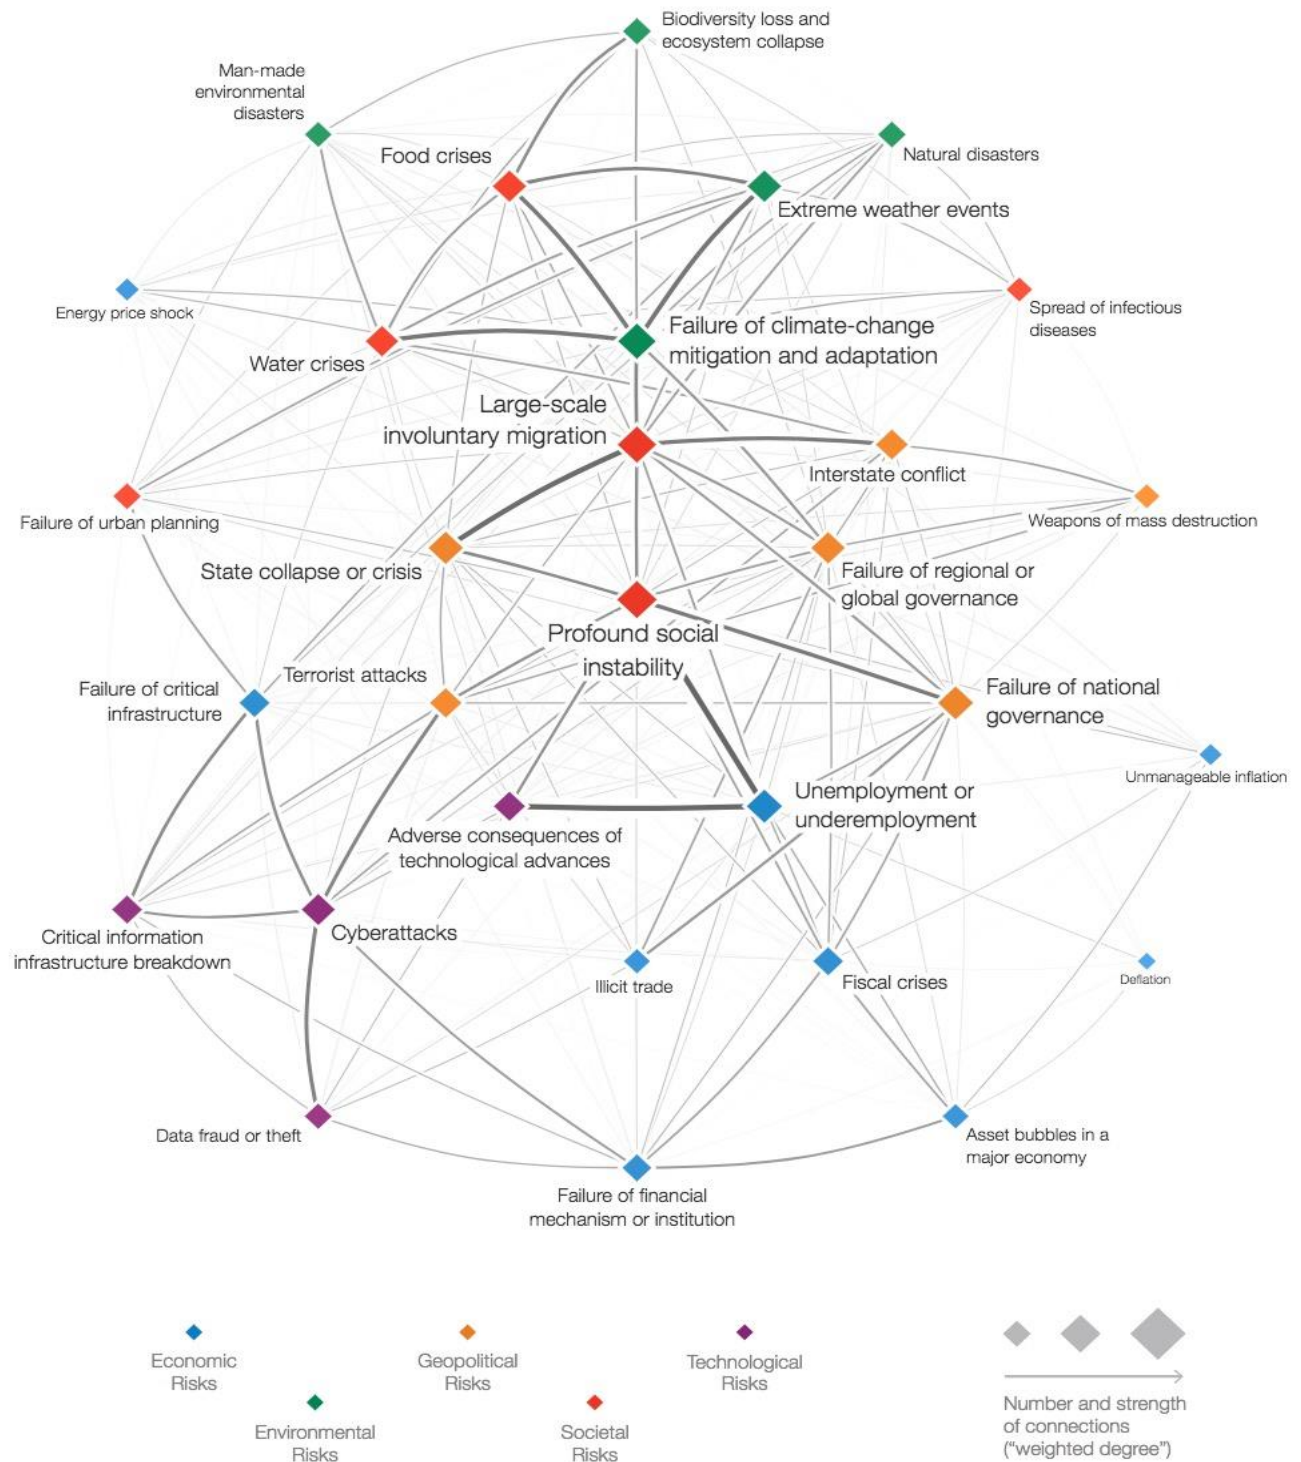 Biodiversity loss and
ecosystem collapse
Man-made
environmental
disasters
Food crises
Natural disasters
Extreme weather events
Energy price shock
Spread of infectious
diseases
Water crises
Failure of climate-change
mitigation and adaptation
Large-scale
involuntary migration
Interstate conflict
Failure of urban planning
Weapons of mass destruction
State collapse or crisis
Failure of regional or
global governance
Profound social
instability
Terrorist attacks
Failure of critical
infrastructure
Failure of national
governance
Unmanageable inflation
Unemployment or
underemployment
Adverse consequences of
technological advances
Critical information
infrastructure breakdown
Cyberattacks
Illicit trade
Fiscal crises
Deflation
Data fraud or theft
Asset bubbles in a
major economy
Failure of financial
mechanism or institution
Economic
Risks
Geopolitical
Risks
Technological
Risks
Environmental
Risks
Societal
Risks
Number and strength
of connections
("weighted degree")